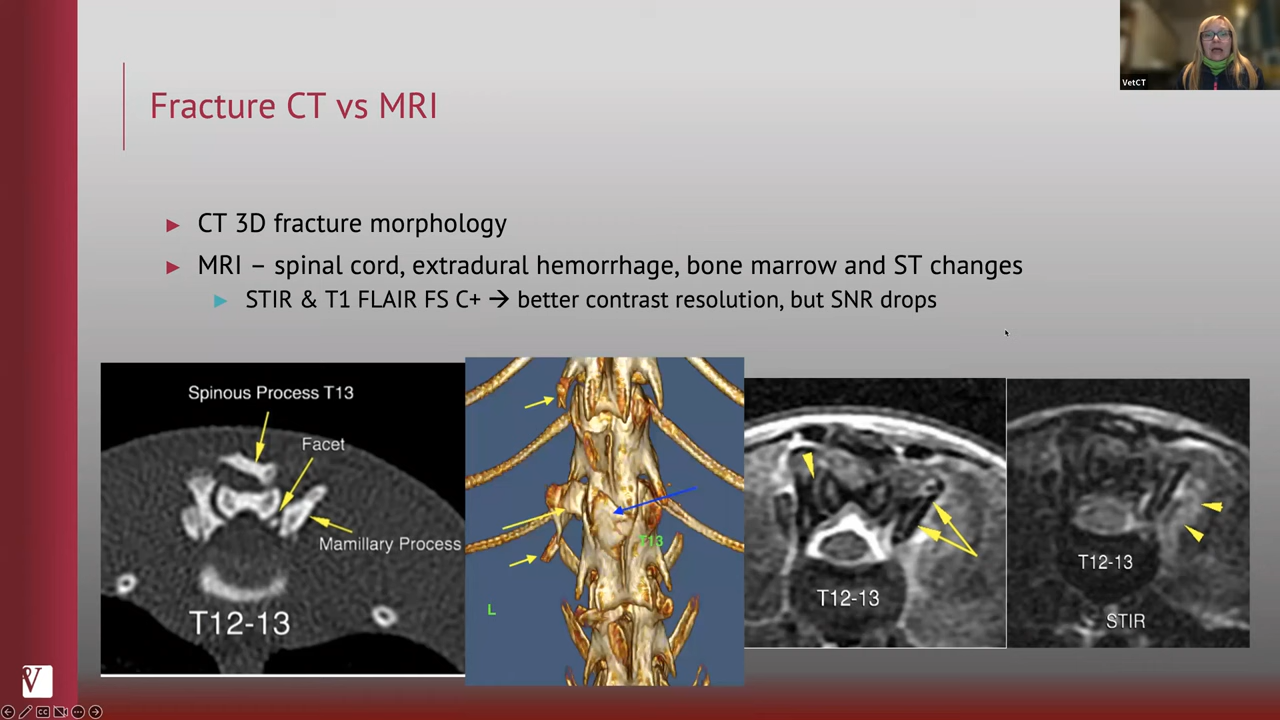 VetCT
Fracture CT vs MRI
CT 3D fracture morphology
MRI – spinal cord, extradural hemorrhage, bone marrow and ST changes
STIR & T1 FLAIR FS C+ → better contrast resolution, but SNR drops
Spinous Process T13
Facet
Mamillary Process
T12-13
T13
L
T12-13
T12-13
STIR